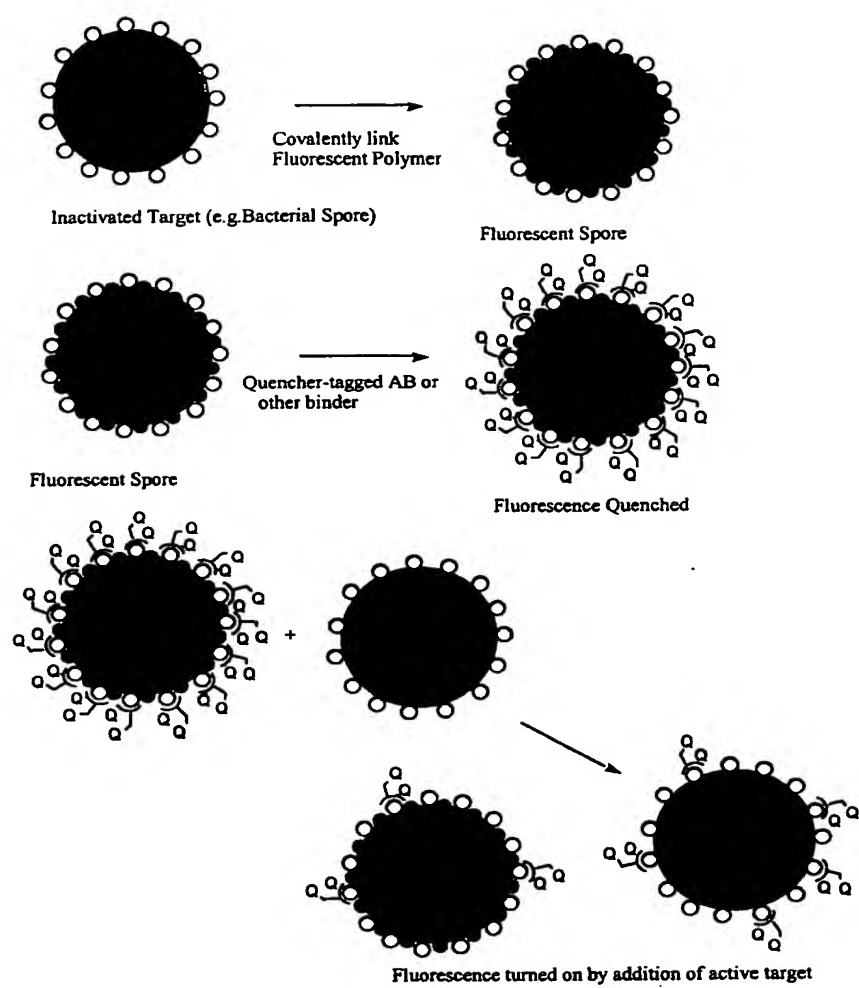 Covalently link
Fluorescent Polymer
Inactivated Target (e.g.Bacterial Spore)
Fluorescent Spore
Q Q Q Q Q Q Q Q Q Q Q Q Q Q Q Q Q Q Q Q Q Q Q Q Q Q Q Q Q Q
Quencher-tagged AB or
other binder
Fluorescent Spore
Fluorescence Quenched
Q Q Q Q Q Q Q Q Q Q Q Q Q Q Q Q Q Q Q Q Q Q Q Q Q Q Q Q Q Q
+
Q Q Q Q Q Q
Q Q Q Q Q Q Q Q Q Q
Fluorescence turned on by addition of active target